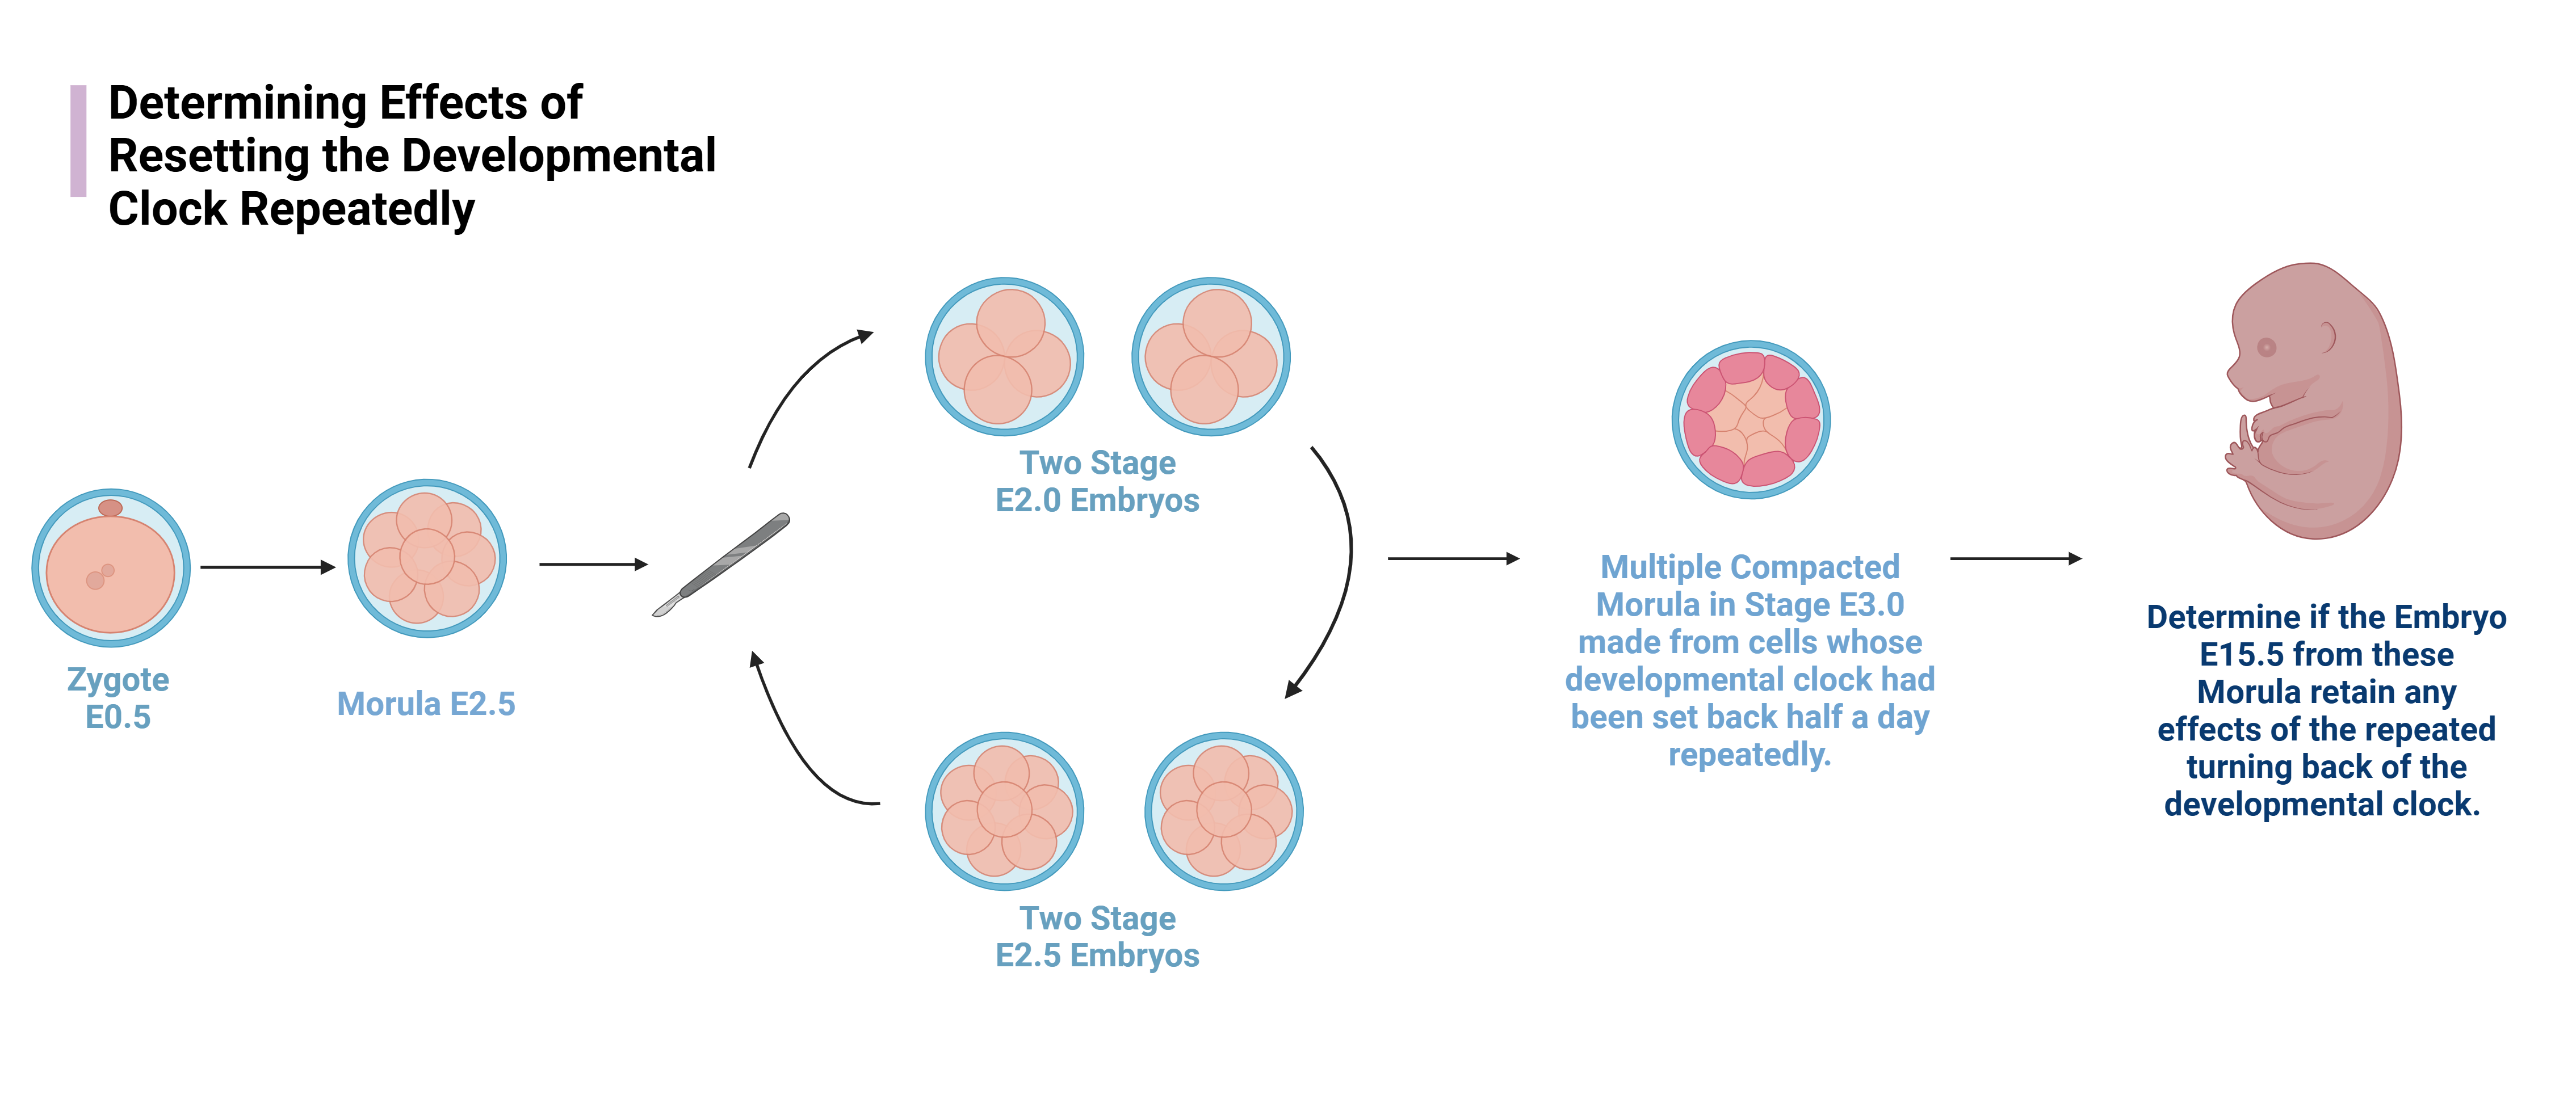 Determining Effects of
Resetting the Developmental
Clock Repeatedly
Zygote
E0.5
Morula E2.5
Two Stage
E2.0 Embryos
Two Stage
E2.5 Embryos
Multiple Compacted
Morula in Stage E3.0
made from cells whose
developmental clock had
been set back half a day
repeatedly.
Determine if the Embryo
E15.5 from these
Morula retain any
effects of the repeated
turning back of the
developmental clock.